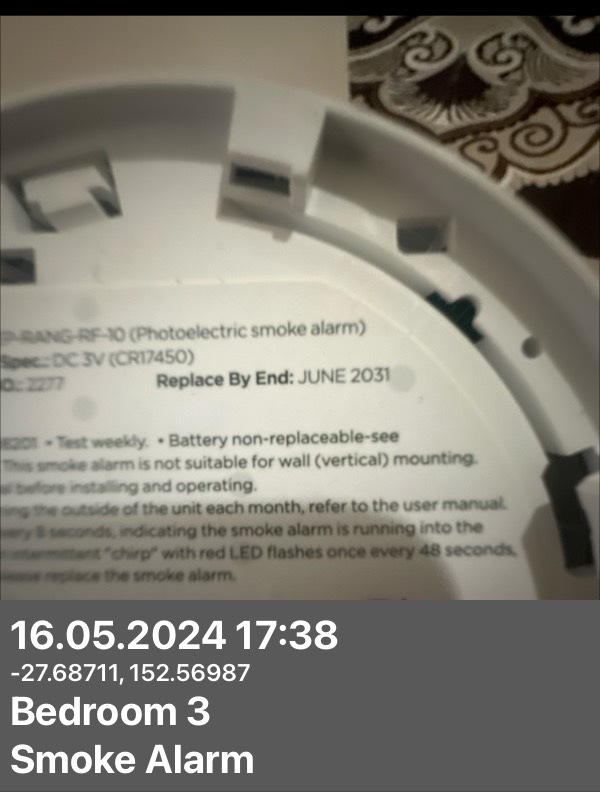 P-RANG-RF-10 (Photoelectric smoke alarm)
Spec.: DC 3V (CR17450)
O.: 2277
Replace By End: JUNE 2031
8201 • Test weekly. • Battery non-replaceable-see
This smoke alarm is not suitable for wall (vertical) mounting.
before installing and operating.
the outside of the unit each month, refer to the user manual.
8 seconds, indicating the smoke alarm is running into the
intermittent "chirp" with red LED flashes once every 48 seconds,
please replace the smoke alarm.
16.05.2024 17:38
-27.68711, 152.56987
Bedroom 3
Smoke Alarm